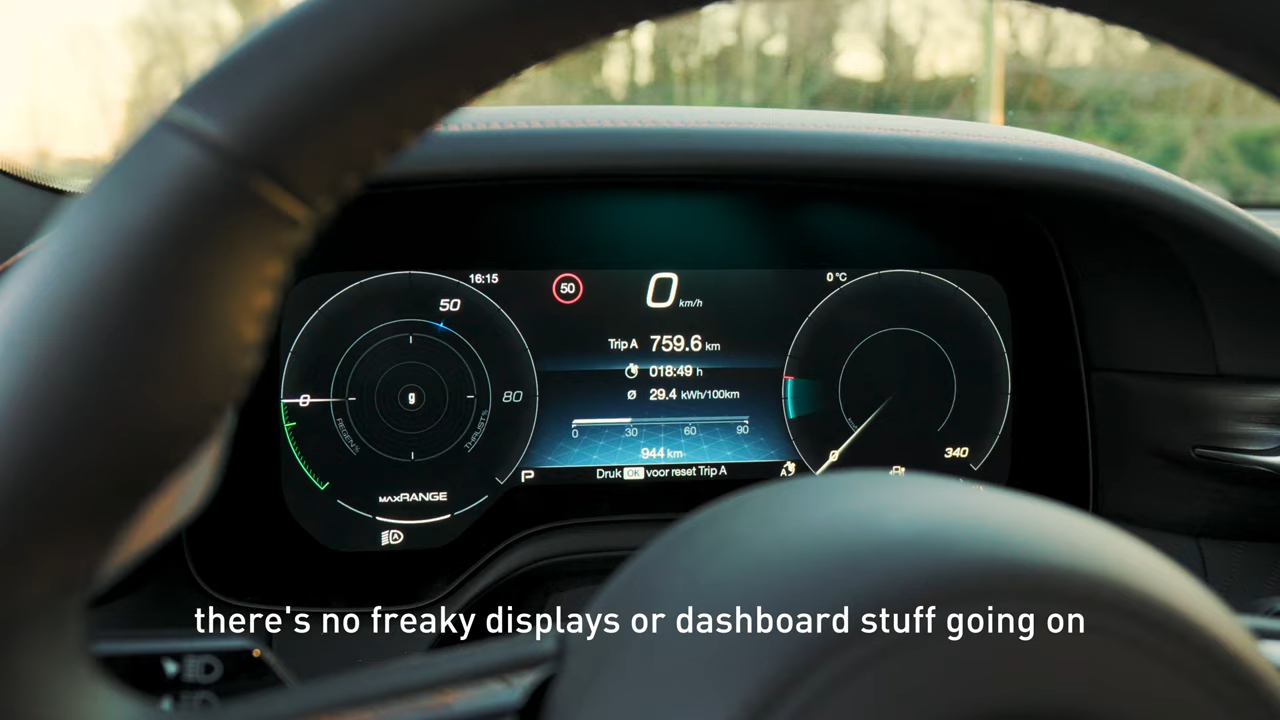 16:15
50
0 km/h
0 °C
50
Trip A 759.6 km
018:49 h
0
g
80
ø 29.4 kWh/100km
REGEN%
THRUST%
0 30 60 90
944 km
0
340
P
Druk OK voor reset Trip A
MAXRANGE
there's no freaky displays or dashboard stuff going on